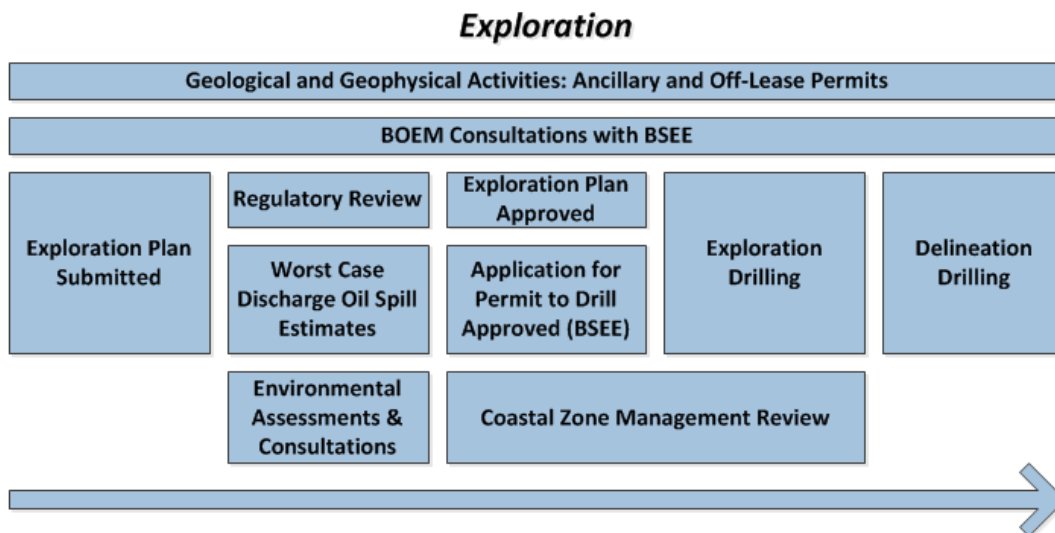 Exploration
Geological and Geophysical Activities: Ancillary and Off-Lease Permits
BOEM Consultations with BSEE
Exploration Plan
Submitted
Regulatory Review
Worst Case
Discharge Oil Spill
Estimates
Environmental
Assessments &
Consultations
Exploration Plan
Approved
Application for
Permit to Drill
Approved (BSEE)
Coastal Zone Management Review
Exploration
Drilling
Delineation
Drilling